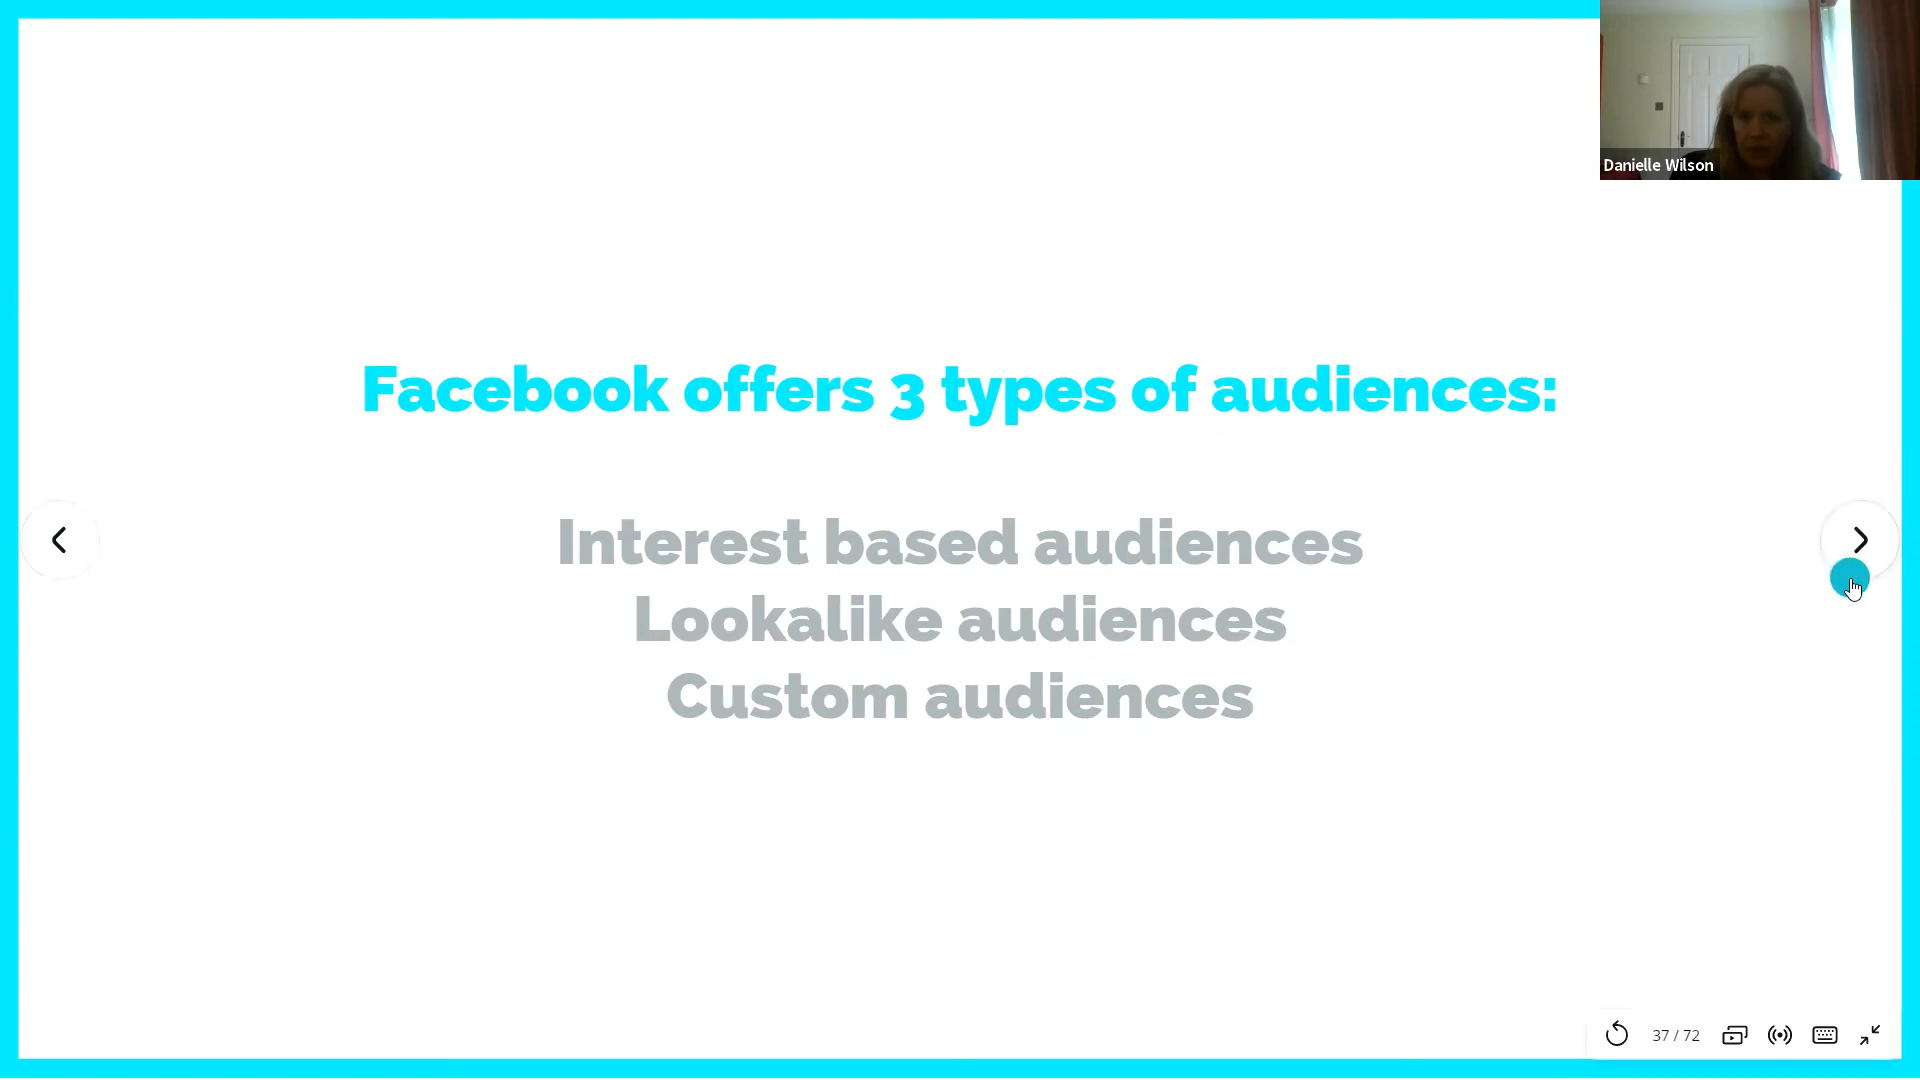 Danielle Wilson
Facebook offers 3 types of audiences:
Interest based audiences
Lookalike audiences
Custom audiences
37 / 72